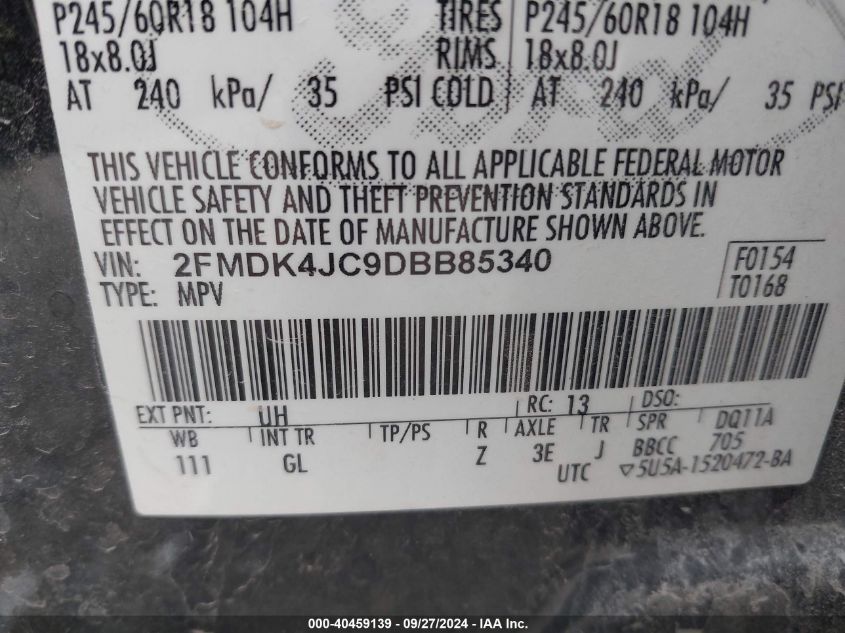 P245/60R18 104H TIRES P245/60R18 104H
18x8.0J RIMS 18x8.0J
AT 240 kPa/ 35 PSI COLD AT 240 kPa/ 35 PSI
THIS VEHICLE CONFORMS TO ALL APPLICABLE FEDERAL MOTOR
VEHICLE SAFETY AND THEFT PREVENTION STANDARDS IN
EFFECT ON THE DATE OF MANUFACTURE SHOWN ABOVE.
VIN: 2FMDK4JC9DBB85340 F0154
TYPE: MPV T0168
EXT PNT: UH RC: 13 DSO:
WB INT TR TP/PS R AXLE TR SPR DQ11A
111 GL Z 3E J BBCC 705
UTC ▽5U5A-1520472-BA
000-40459139 - 09/27/2024 - IAA Inc.